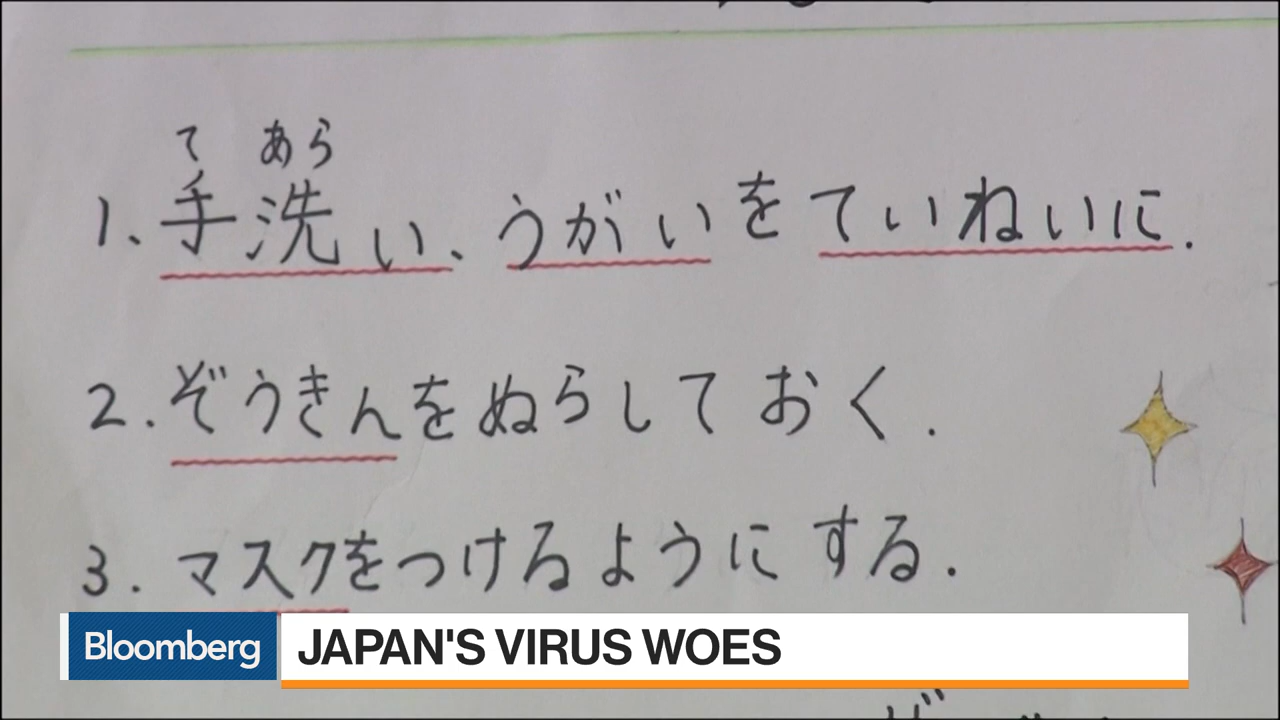 て あら
1、手洗い、うがいをていねいに.
2.ぞうきんをぬらしておく.
3.マスクをつけるようにする.
Bloomberg JAPAN'S VIRUS WOES